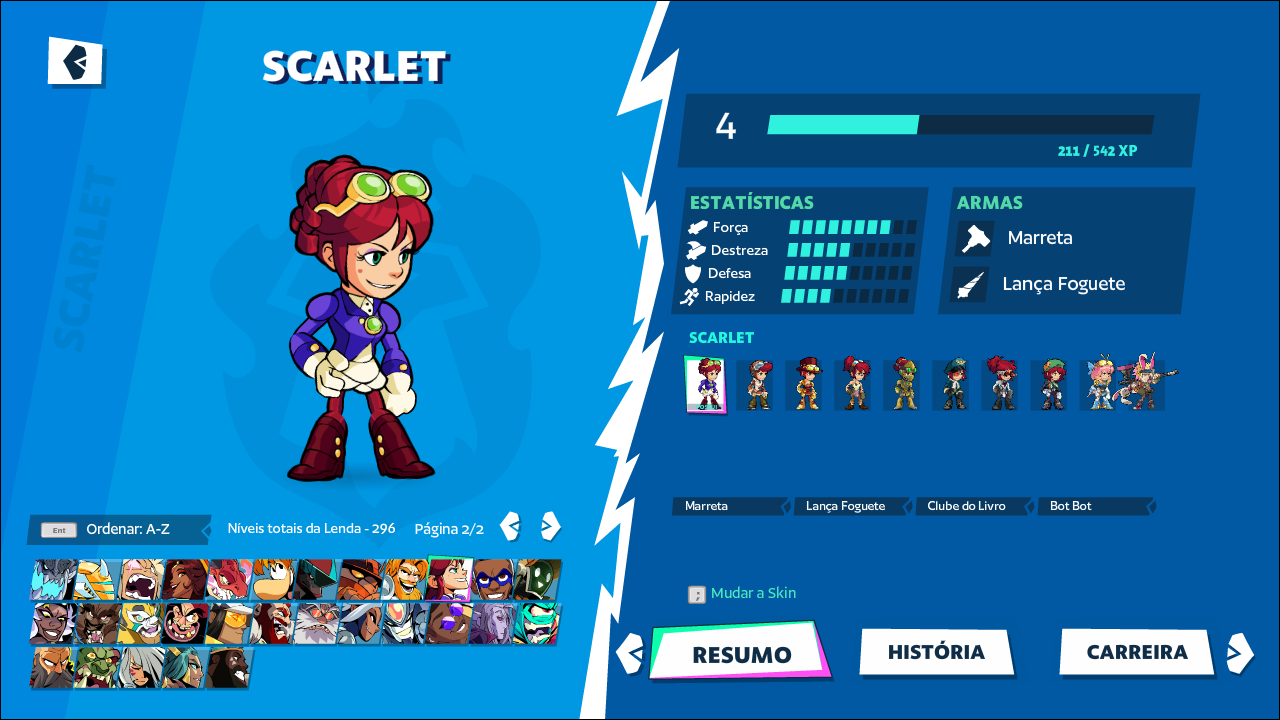 SCARLET
SCARLET
4
211 / 542 XP
ESTATÍSTICAS
Força
Destreza
Defesa
Rapidez
ARMAS
Marreta
Lança Foguete
SCARLET
Marreta
Lança Foguete
Clube do Livro
Bot Bot
Ent
Ordenar: A-Z
Níveis totais da Lenda - 296
Página 2/2
; Mudar a Skin
RESUMO
HISTÓRIA
CARREIRA